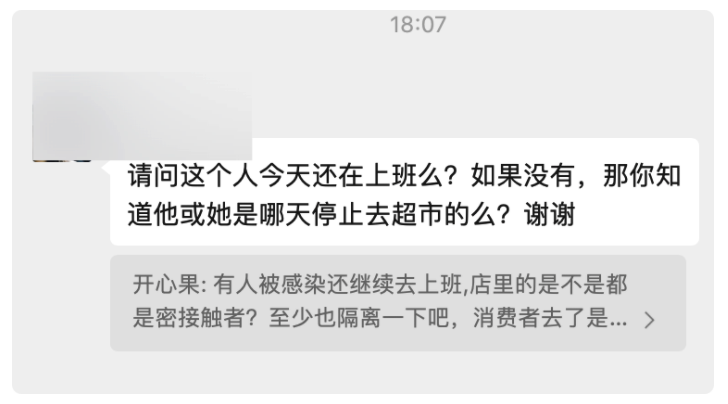 18:07
请问这个人今天还在上班么？如果没有，那你知
道他或她是哪天停止去超市的么？谢谢
开心果: 有人被感染还继续去上班,店里的是不是都
是密接触者？至少也隔离一下吧，消费者去了是...